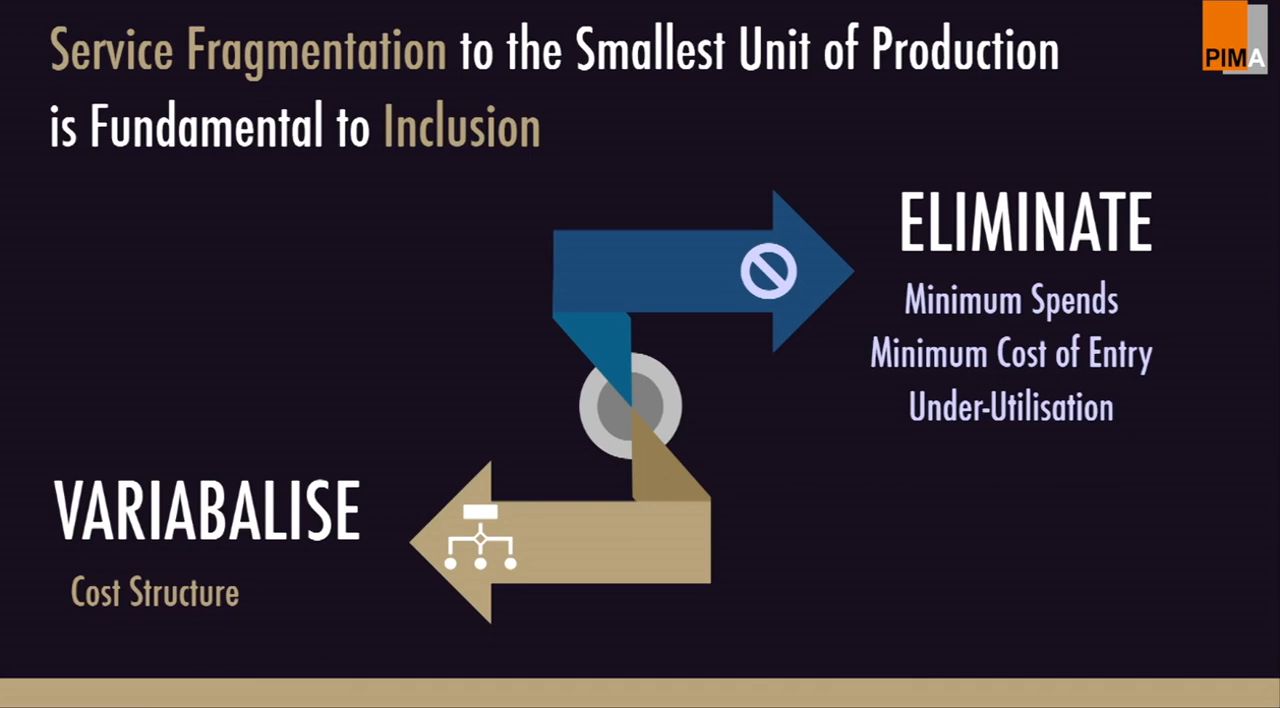 Service Fragmentation to the Smallest Unit of Production
is Fundamental to Inclusion
PIMA
ELIMINATE
Minimum Spends
Minimum Cost of Entry
Under-Utilisation
VARIABALISE
Cost Structure